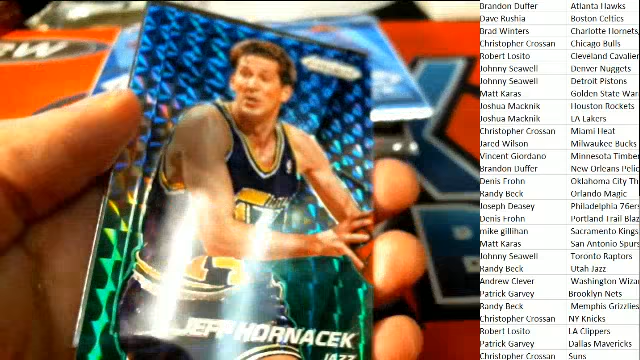 JEFF HORNACEK
JAZZ
Brandon Duffer Atlanta Hawks
Dave Rushia Boston Celtics
Brad Winters Charlotte Hornets,
Christopher Crossan Chicago Bulls
Robert Losito Cleveland Cavalier
Johnny Seawell Denver Nuggets
Johnny Seawell Detroit Pistons
Matt Karas Golden State War
Joshua Macknik Houston Rockets
Joshua Macknik LA Lakers
Christopher Crossan Miami Heat
Jared Wilson Milwaukee Bucks
Vincent Giordano Minnesota Timber
Brandon Duffer New Orleans Pelic
Denis Frohn Oklahoma City Th
Randy Beck Orlando Magic
Joseph Deasey Philadelphia 76ers
Denis Frohn Portland Trail Blaz
mike gillihan Sacramento Kings
Matt Karas San Antonio Spurs
Johnny Seawell Toronto Raptors
Randy Beck Utah Jazz
Andrew Clever Washington Wizar
Patrick Garvey Brooklyn Nets
Randy Beck Memphis Grizzlies
Christopher Crossan NY Knicks
Robert Losito LA Clippers
Patrick Garvey Dallas Mavericks
Christopher Crossan Suns